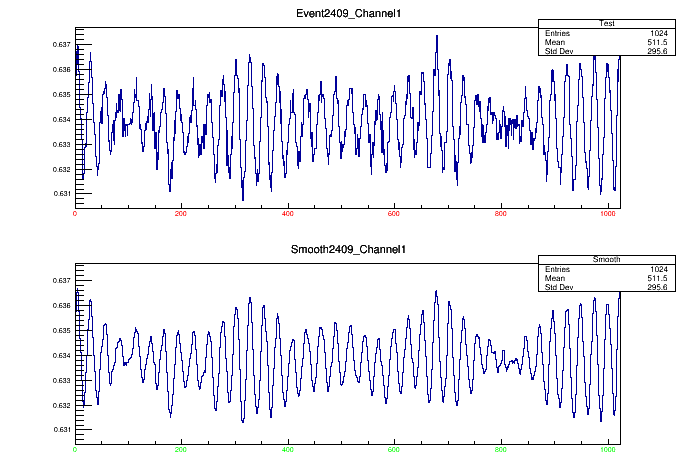 Event2409_Channel1
Test
Entries 1024
Mean 511.5
Std Dev 295.6
0.637
0.636
0.635
0.634
0.633
0.632
0.631
0 200 400 600 800 1000
Smooth2409_Channel1
Smooth
Entries 1024
Mean 511.5
Std Dev 295.6
0.637
0.636
0.635
0.634
0.633
0.632
0.631
0 200 400 600 800 1000